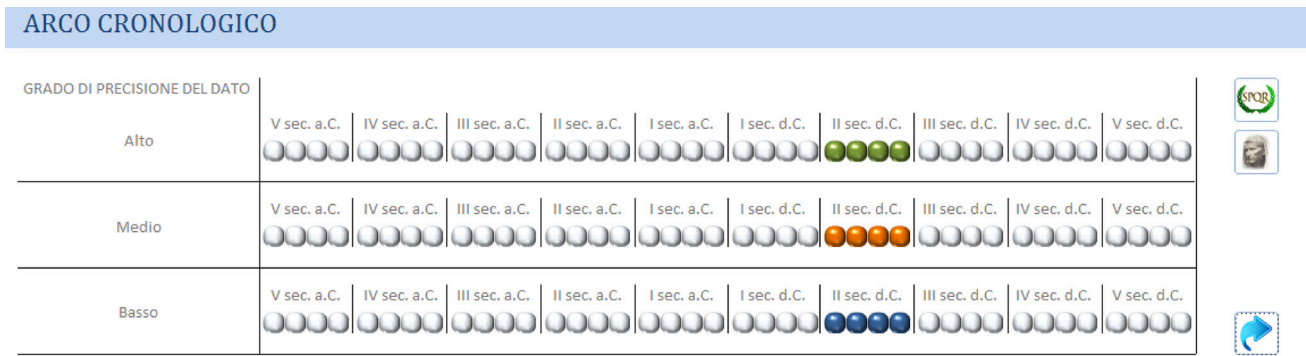 ARCO CRONOLOGICO
GRADO DI PRECISIONE DEL DATO
SPQR
Alto
V sec. a.C. IV sec. a.C. III sec. a.C. II sec. a.C. I sec. a.C. I sec. d.C. II sec. d.C. III sec. d.C. IV sec. d.C. V sec. d.C.
Medio
V sec. a.C. IV sec. a.C. III sec. a.C. II sec. a.C. I sec. a.C. I sec. d.C. II sec. d.C. III sec. d.C. IV sec. d.C. V sec. d.C.
Basso
V sec. a.C. IV sec. a.C. III sec. a.C. II sec. a.C. I sec. a.C. I sec. d.C. II sec. d.C. III sec. d.C. IV sec. d.C. V sec. d.C.